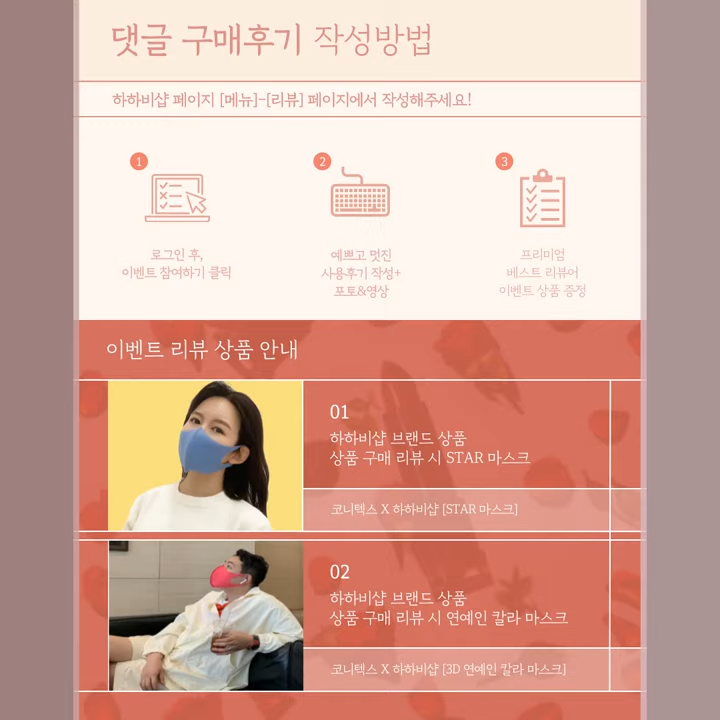 댓글 구매후기 작성방법
하하비샵 페이지 [메뉴]-[리뷰] 페이지에서 작성해주세요!
1
로그인 후,
이벤트 참여하기 클릭
2
예쁘고 멋진
사용후기 작성+
포토&영상
3
프리미엄
베스트 리뷰어
이벤트 상품 증정
이벤트 리뷰 상품 안내
01
하하비샵 브랜드 상품
상품 구매 리뷰 시 STAR 마스크
코니텍스 X 하하비샵 [STAR 마스크]
02
하하비샵 브랜드 상품
상품 구매 리뷰 시 연예인 칼라 마스크
코니텍스 X 하하비샵 [3D 연예인 칼라 마스크]